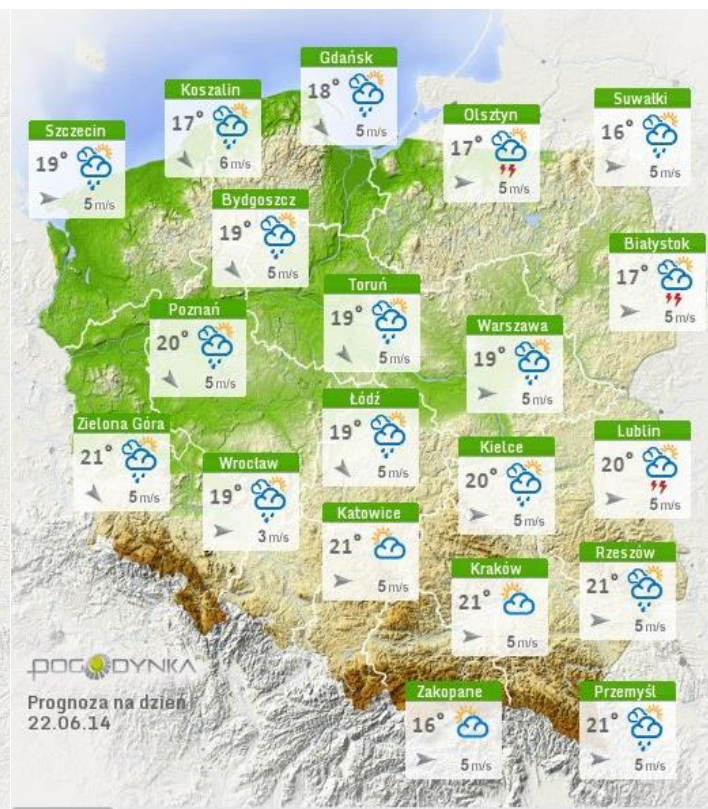 Gdańsk
18°
5 m/s
Koszalin
17°
6 m/s
Suwałki
16°
5 m/s
Olsztyn
17°
5 m/s
Szczecin
19°
5 m/s
Bydgoszcz
19°
5 m/s
Białystok
17°
5 m/s
Toruń
19°
5 m/s
Poznań
20°
5 m/s
Warszawa
19°
5 m/s
Łódź
19°
5 m/s
Zielona Góra
21°
5 m/s
Lublin
20°
5 m/s
Kielce
20°
5 m/s
Wrocław
19°
3 m/s
Katowice
21°
5 m/s
Rzeszów
21°
5 m/s
Kraków
21°
5 m/s
POGODYNKA
Prognoza na dzień
22.06.14
Zakopane
16°
5 m/s
Przemyśl
21°
5 m/s